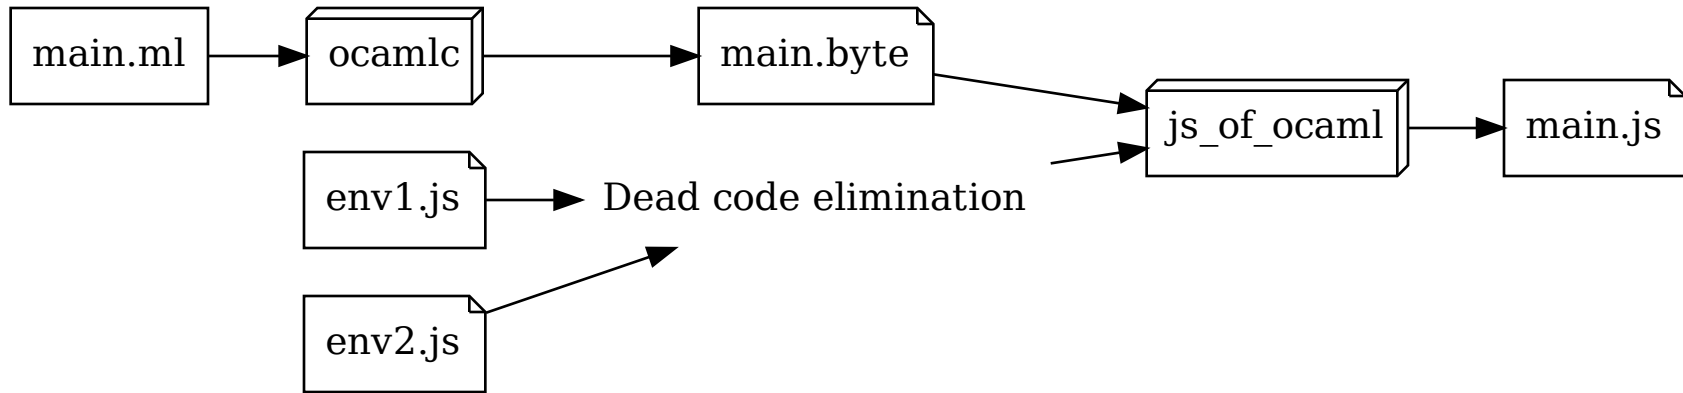 main.ml
ocamlc
main.byte
js_of_ocaml
main.js
env1.js
Dead code elimination
env2.js